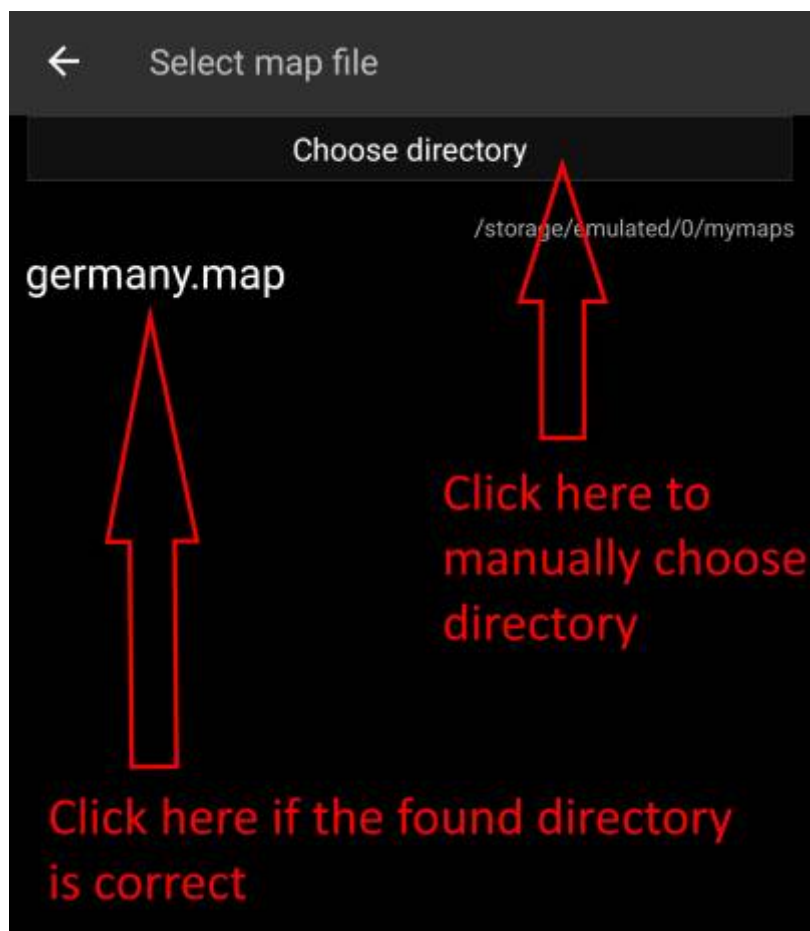 Select map file
Choose directory
/storage/emulated/0/mymaps
germany.map
Click here to
manually choose
directory
Click here if the found directory
is correct